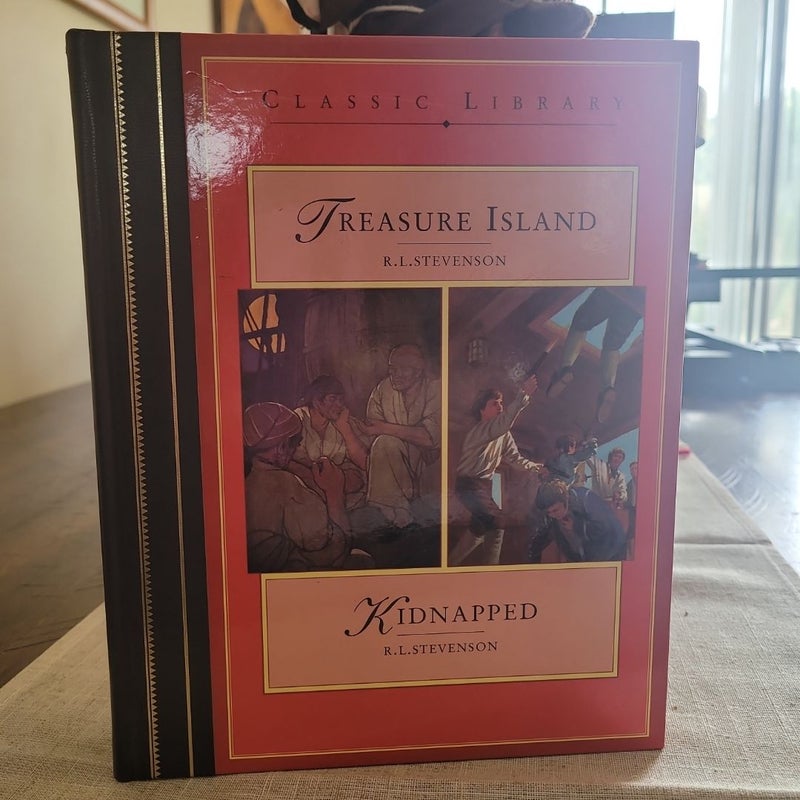 CLASSIC LIBRARY
TREASURE ISLAND
R.L.STEVENSON
KIDNAPPED
R.L.STEVENSON